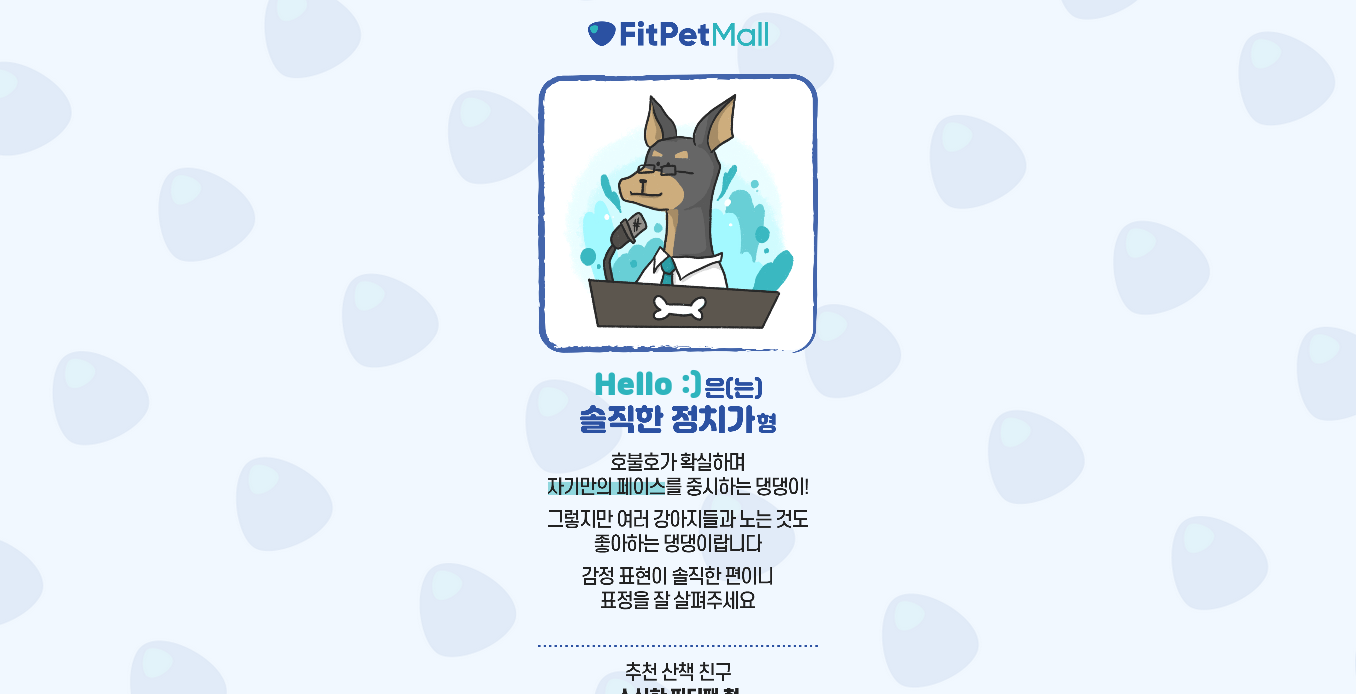 FitPetMall
Hello :)은(는)
솔직한 정치가형
호불호가 확실하며
자기만의 페이스를 중시하는 댕댕이!
그렇지만 여러 강아지들과 노는 것도
좋아하는 댕댕이랍니다
감정 표현이 솔직한 편이니
표정을 잘 살펴주세요
추천 산책 친구